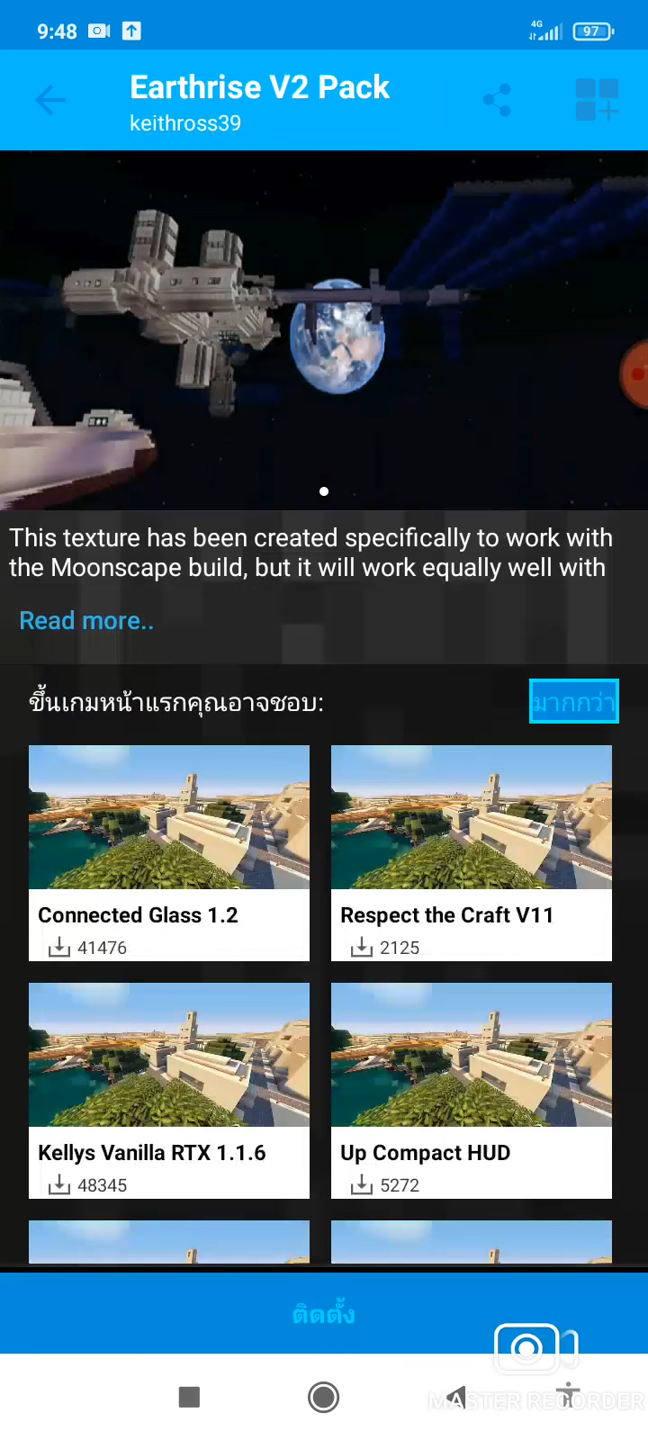 9:48
4G
97
Earthrise V2 Pack
keithross39
This texture has been created specifically to work with
the Moonscape build, but it will work equally well with
Read more..
ขึ้นเกมหน้าแรกคุณอาจชอบ:
มากกว่า
Connected Glass 1.2
41476
Respect the Craft V11
2125
Kellys Vanilla RTX 1.1.6
48345
Up Compact HUD
5272
ติดตั้ง
MASTER RECORDER